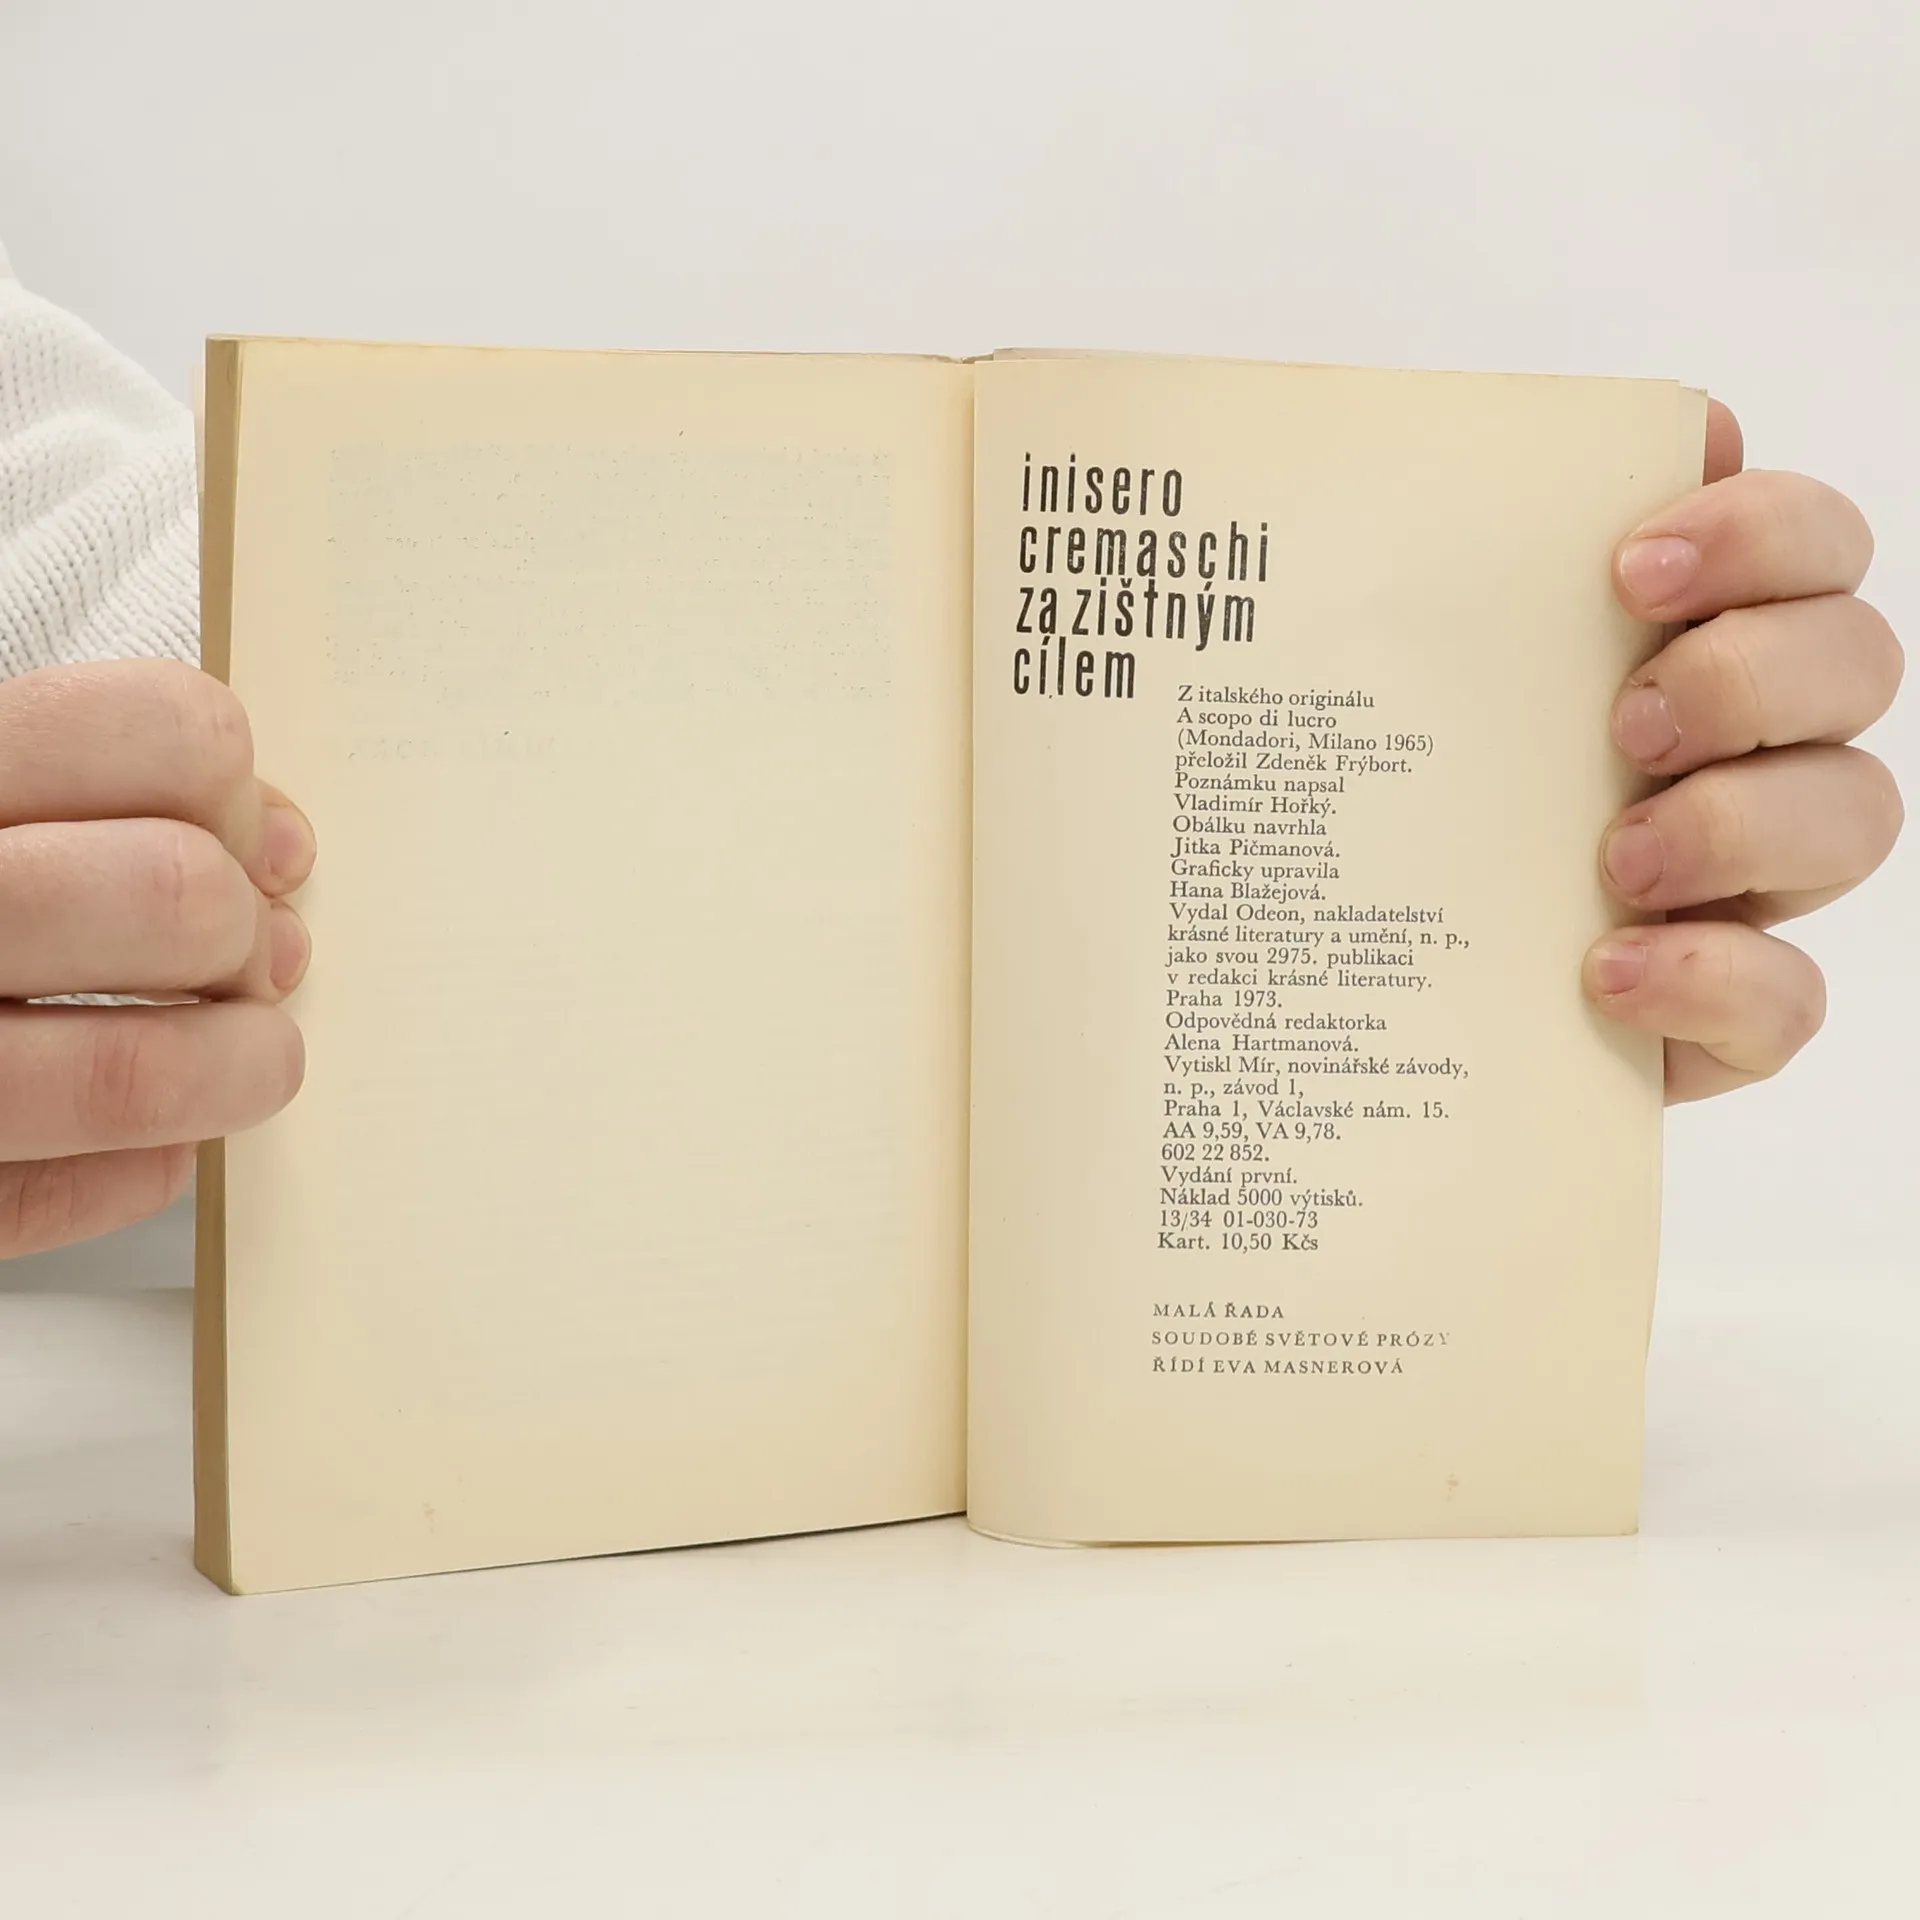 inisero
cremaschi
za zištným
cílem
Z italského originálu
A scopo di lucro
(Mondadori, Milano 1965)
přeložil Zdeněk Frýbort.
Poznámku napsal
Vladimír Hořký.
Obálku navrhla
Jitka Pičmanová.
Graficky upravila
Hana Blažejová.
Vydal Odeon, nakladatelství
krásné literatury a umění, n. p.,
jako svou 2975. publikaci
v redakci krásné literatury.
Praha 1973.
Odpovědná redaktorka
Alena Hartmanová.
Vytiskl Mír, novinářské závody,
n. p., závod 1,
Praha 1, Václavské nám. 15.
AA 9,59, VA 9,78.
602 22 852.
Vydání první.
Náklad 5000 výtisků.
13/34 01-030-73
Kart. 10,50 Kčs
MALÁ ŘADA
SOUDOBÉ SVĚTOVÉ PRÓZY
ŘÍDÍ EVA MASNEROVÁ